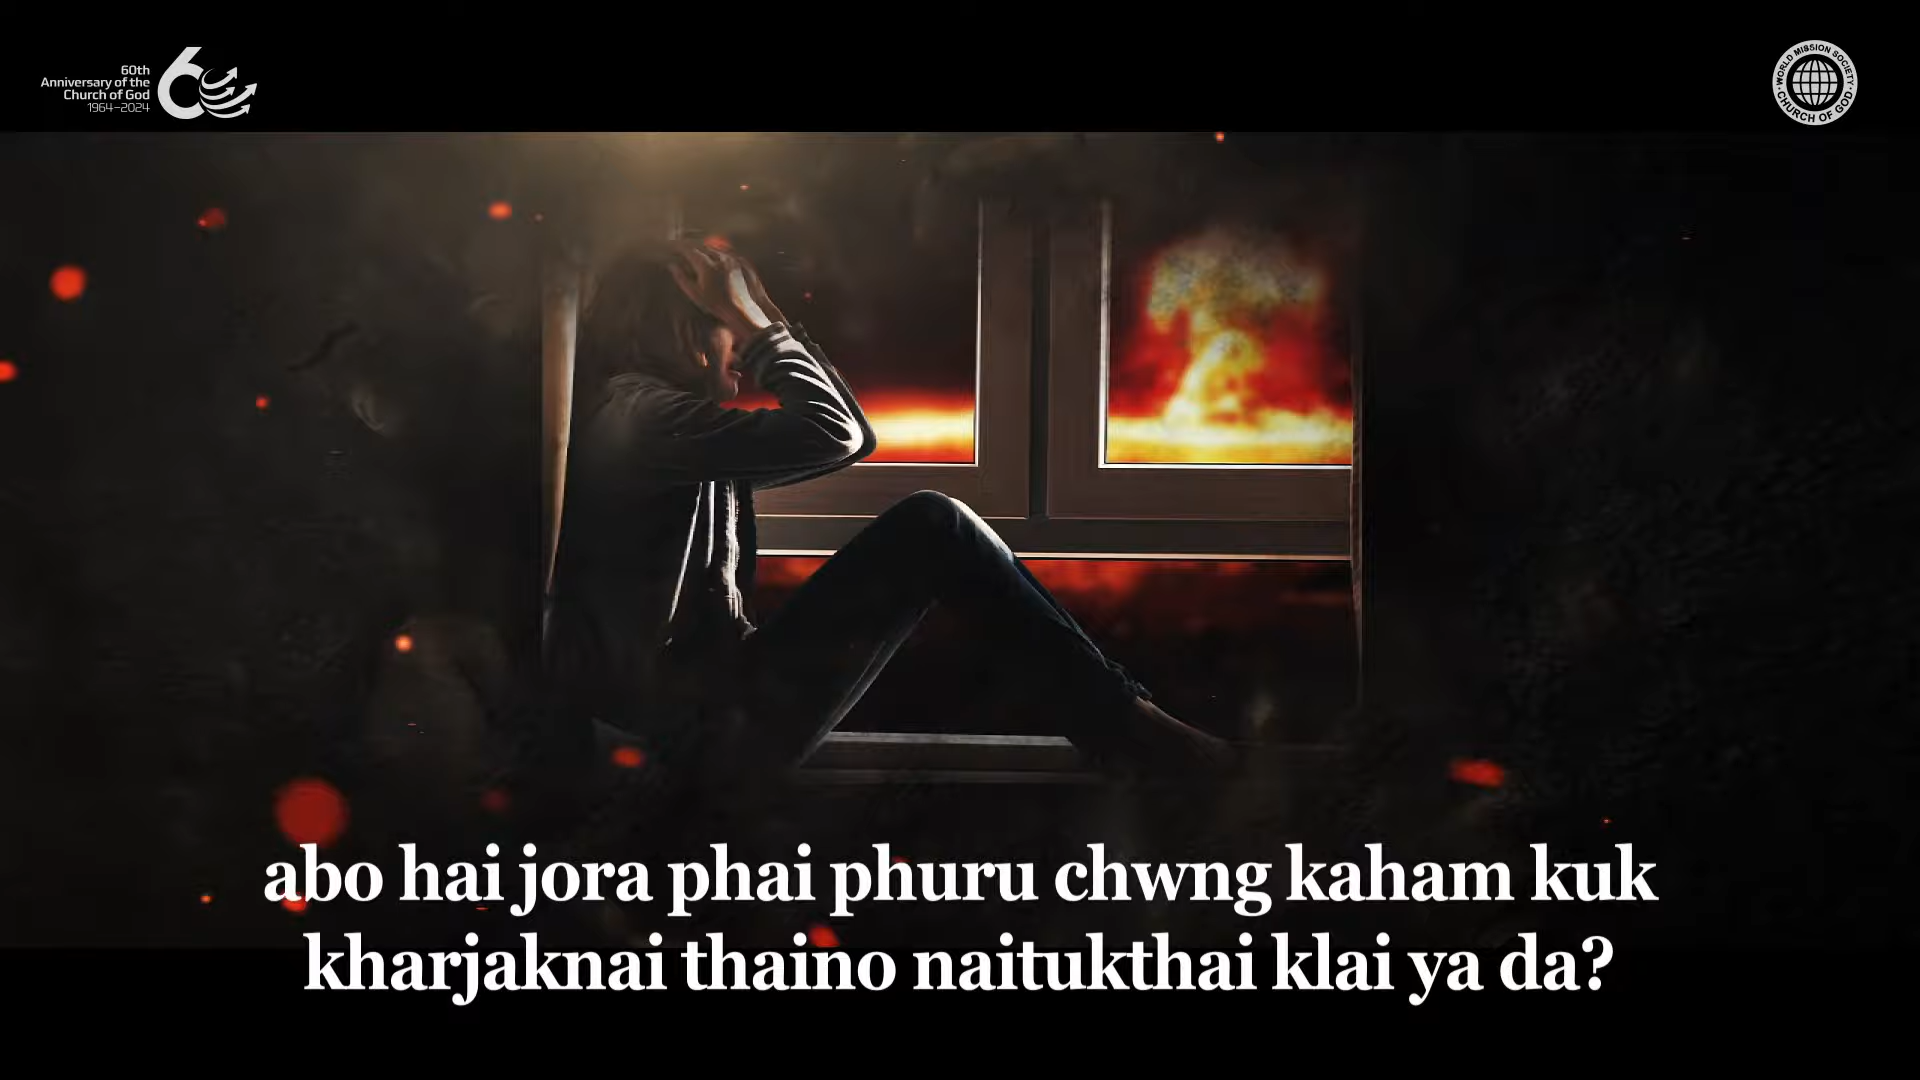 60th
Anniversary of the
Church of God
1964–2024
60
WORLD MISSION SOCIETY
CHURCH OF GOD
abo hai jora phai phuru chwng kaham kuk
kharjaknai thaino naitukthai klai ya da?